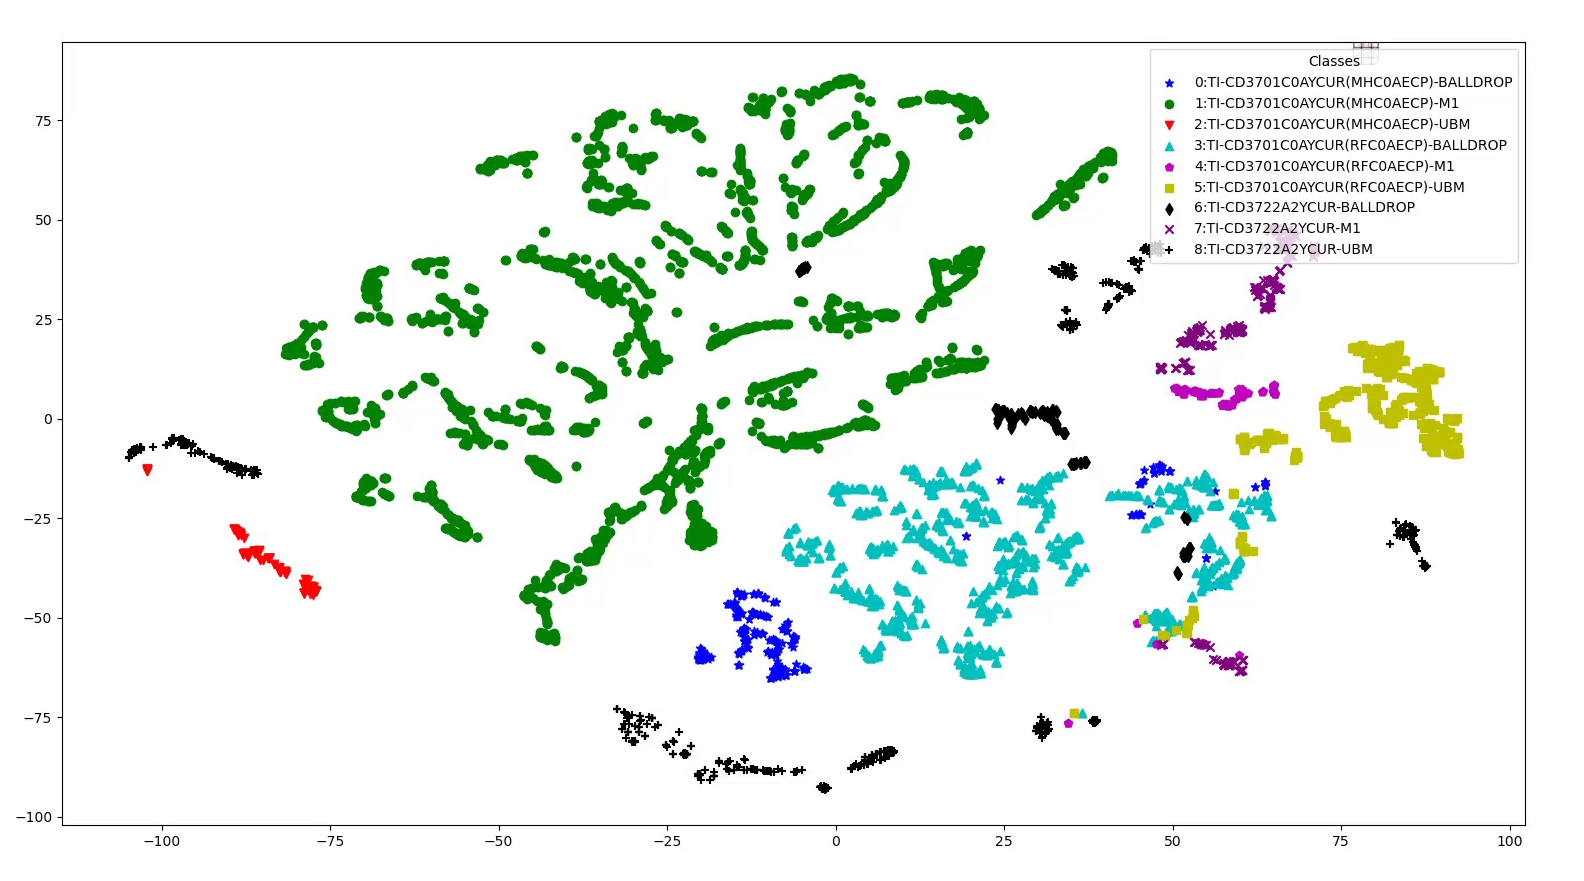 Classes
0:TI-CD3701C0AYCUR(MHC0AECP)-BALLDROP
1:TI-CD3701C0AYCUR(MHC0AECP)-M1
2:TI-CD3701C0AYCUR(MHC0AECP)-UBM
3:TI-CD3701C0AYCUR(RFC0AECP)-BALLDROP
4:TI-CD3701C0AYCUR(RFC0AECP)-M1
5:TI-CD3701C0AYCUR(RFC0AECP)-UBM
6:TI-CD3722A2YCUR-BALLDROP
7:TI-CD3722A2YCUR-M1
8:TI-CD3722A2YCUR-UBM
75
50
25
0
−25
−50
−75
−100
−100 −75 −50 −25 0 25 50 75 100